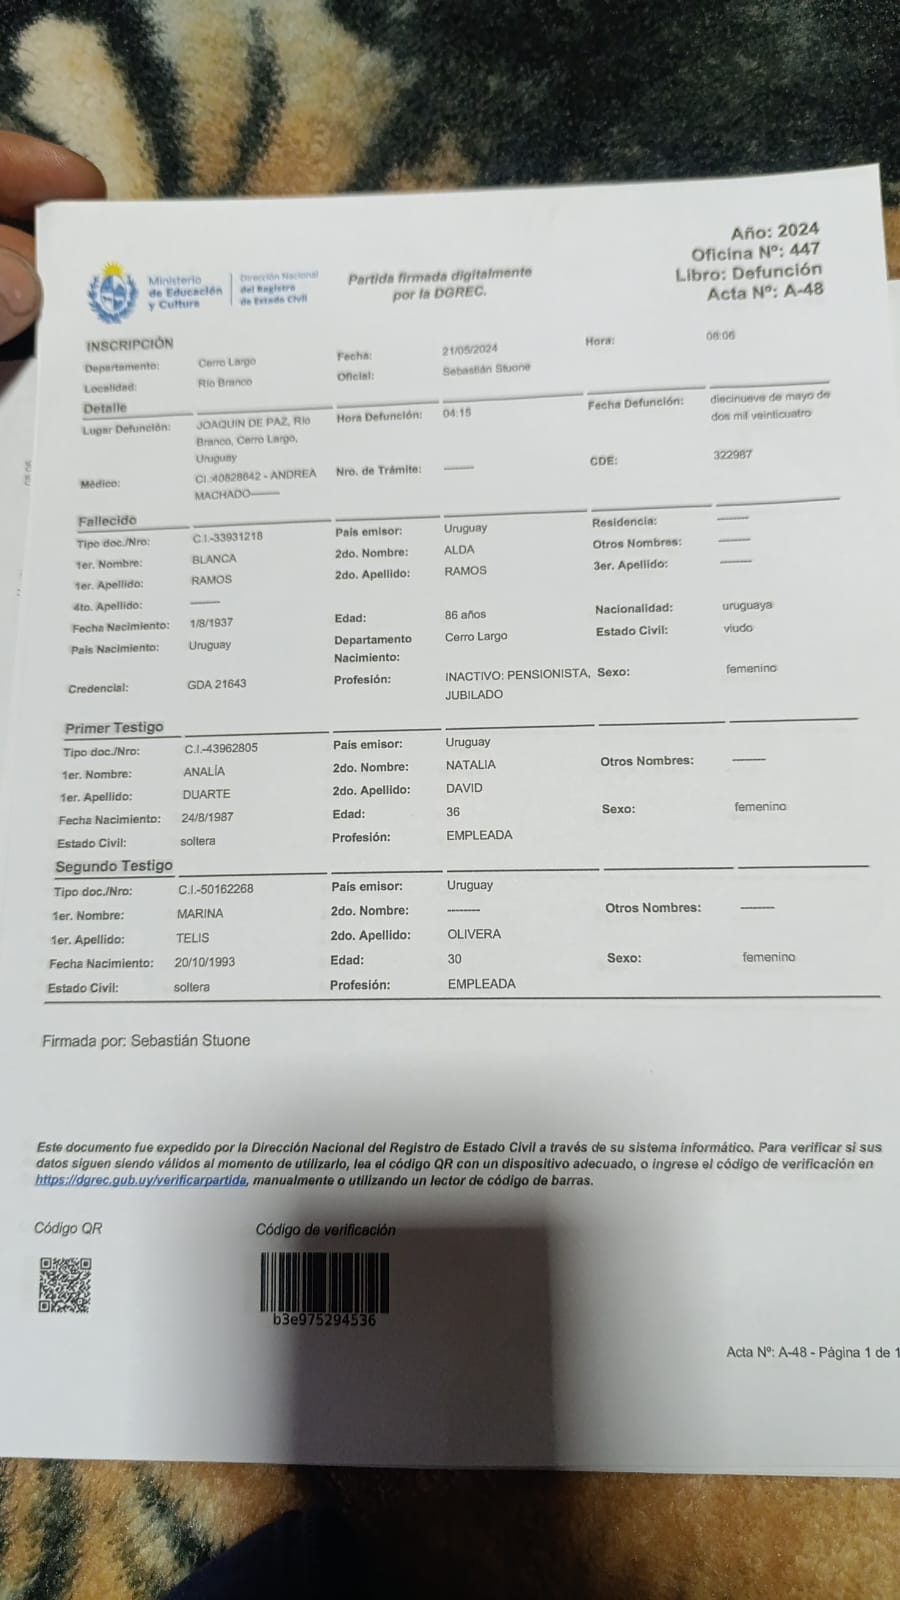 Año: 2024
Oficina Nº: 447
Libro: Defunción
Acta Nº: A-48
Ministerio de Educación y Cultura
Dirección Nacional del Registro de Estado Civil
Partida firmada digitalmente
por la DGREC.
INSCRIPCIÓN
Departamento: Cerro Largo Fecha: 21/05/2024 Hora: 06:06
Localidad: Río Branco Oficial: Sebastián Stuone
Detalle
Lugar Defunción: JOAQUIN DE PAZ, Río Branco, Cerro Largo, Uruguay Hora Defunción: 04:15 Fecha Defunción: diecinueve de mayo de dos mil veinticuatro
Médico: CI.:40828642 - ANDREA MACHADO------- Nro. de Trámite: ------- CDE: 322987
Fallecido
Tipo doc./Nro: C.I.-33931218 País emisor: Uruguay Residencia: -------
1er. Nombre: BLANCA 2do. Nombre: ALDA Otros Nombres: -------
1er. Apellido: RAMOS 2do. Apellido: RAMOS 3er. Apellido: -------
4to. Apellido: -------
Fecha Nacimiento: 1/8/1937 Edad: 86 años Nacionalidad: uruguaya
País Nacimiento: Uruguay Departamento Nacimiento: Cerro Largo Estado Civil: viudo
Credencial: GDA 21643 Profesión: INACTIVO: PENSIONISTA, JUBILADO Sexo: femenino
Primer Testigo
Tipo doc./Nro: C.I.-43962805 País emisor: Uruguay
1er. Nombre: ANALÍA 2do. Nombre: NATALIA Otros Nombres: -------
1er. Apellido: DUARTE 2do. Apellido: DAVID
Fecha Nacimiento: 24/8/1987 Edad: 36 Sexo: femenino
Estado Civil: soltera Profesión: EMPLEADA
Segundo Testigo
Tipo doc./Nro: C.I.-50162268 País emisor: Uruguay
1er. Nombre: MARINA 2do. Nombre: ------- Otros Nombres: -------
1er. Apellido: TELIS 2do. Apellido: OLIVERA
Fecha Nacimiento: 20/10/1993 Edad: 30 Sexo: femenino
Estado Civil: soltera Profesión: EMPLEADA
Firmada por: Sebastián Stuone
Este documento fue expedido por la Dirección Nacional del Registro de Estado Civil a través de su sistema informático. Para verificar si sus
datos siguen siendo válidos al momento de utilizarlo, lea el código QR con un dispositivo adecuado, o ingrese el código de verificación en
https://dgrec.gub.uy/verificarpartida, manualmente o utilizando un lector de código de barras.
Código QR Código de verificación
b3e975294536
Acta Nº: A-48 - Página 1 de 1